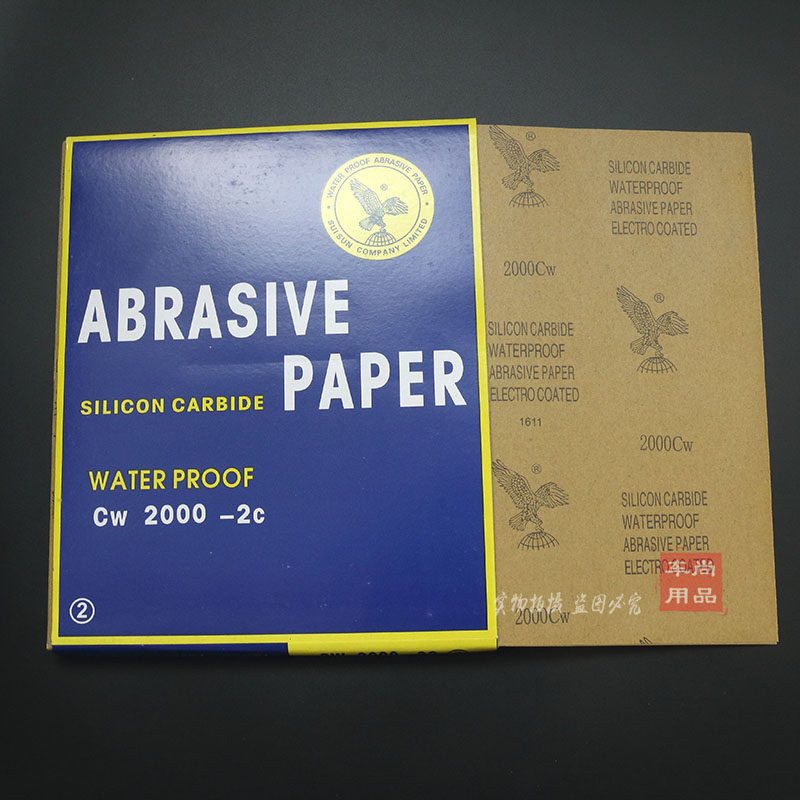 WATER PROOF ABRASIVE PAPER
®
SUISUN COMPANY LIMITED
ABRASIVE
PAPER
SILICON CARBIDE
WATER PROOF
Cw 2000 -2c
2
®
SILICON CARBIDE
WATERPROOF
ABRASIVE PAPER
ELECTRO COATED
2000Cw
®
SILICON CARBIDE
WATERPROOF
ABRASIVE PAPER
ELECTRO COATED
1611
2000Cw
®
SILICON CARBIDE
WATERPROOF
ABRASIVE PAPER
ELECTRO COATED
2000Cw
车尚
用品
实物拍摄 盗图必究